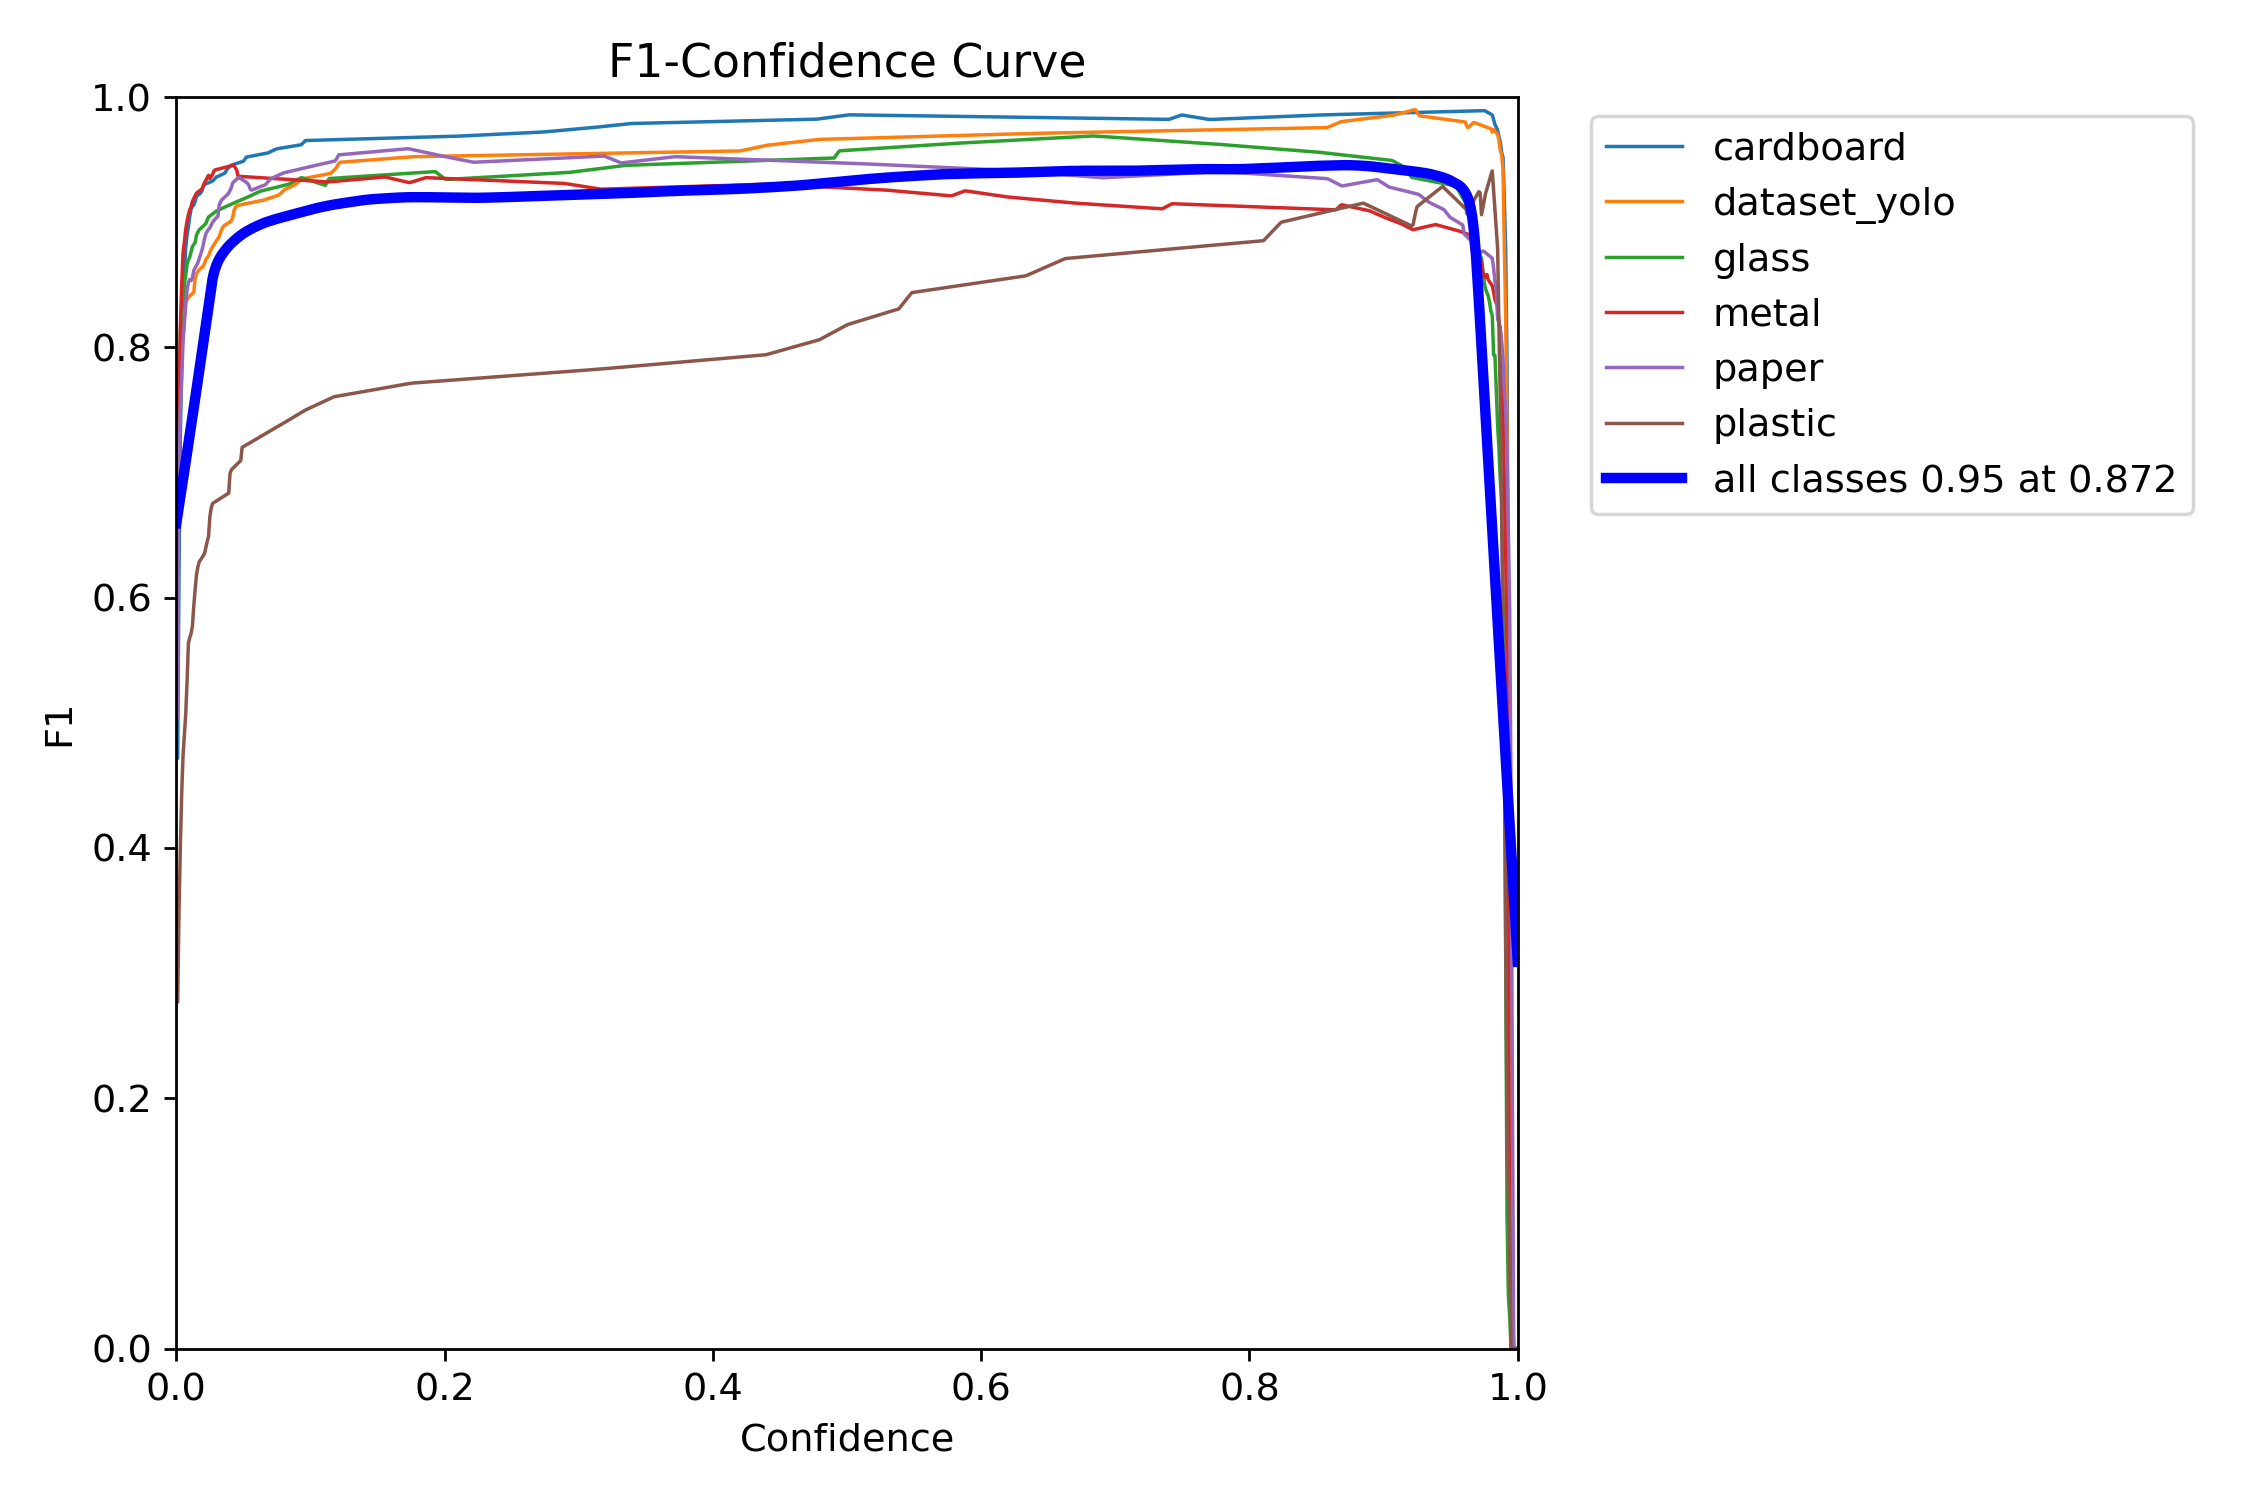 F1-Confidence Curve
1.0
0.8
0.6
0.4
0.2
0.0
F1
0.0 0.2 0.4 0.6 0.8 1.0
Confidence
cardboard
dataset_yolo
glass
metal
paper
plastic
all classes 0.95 at 0.872